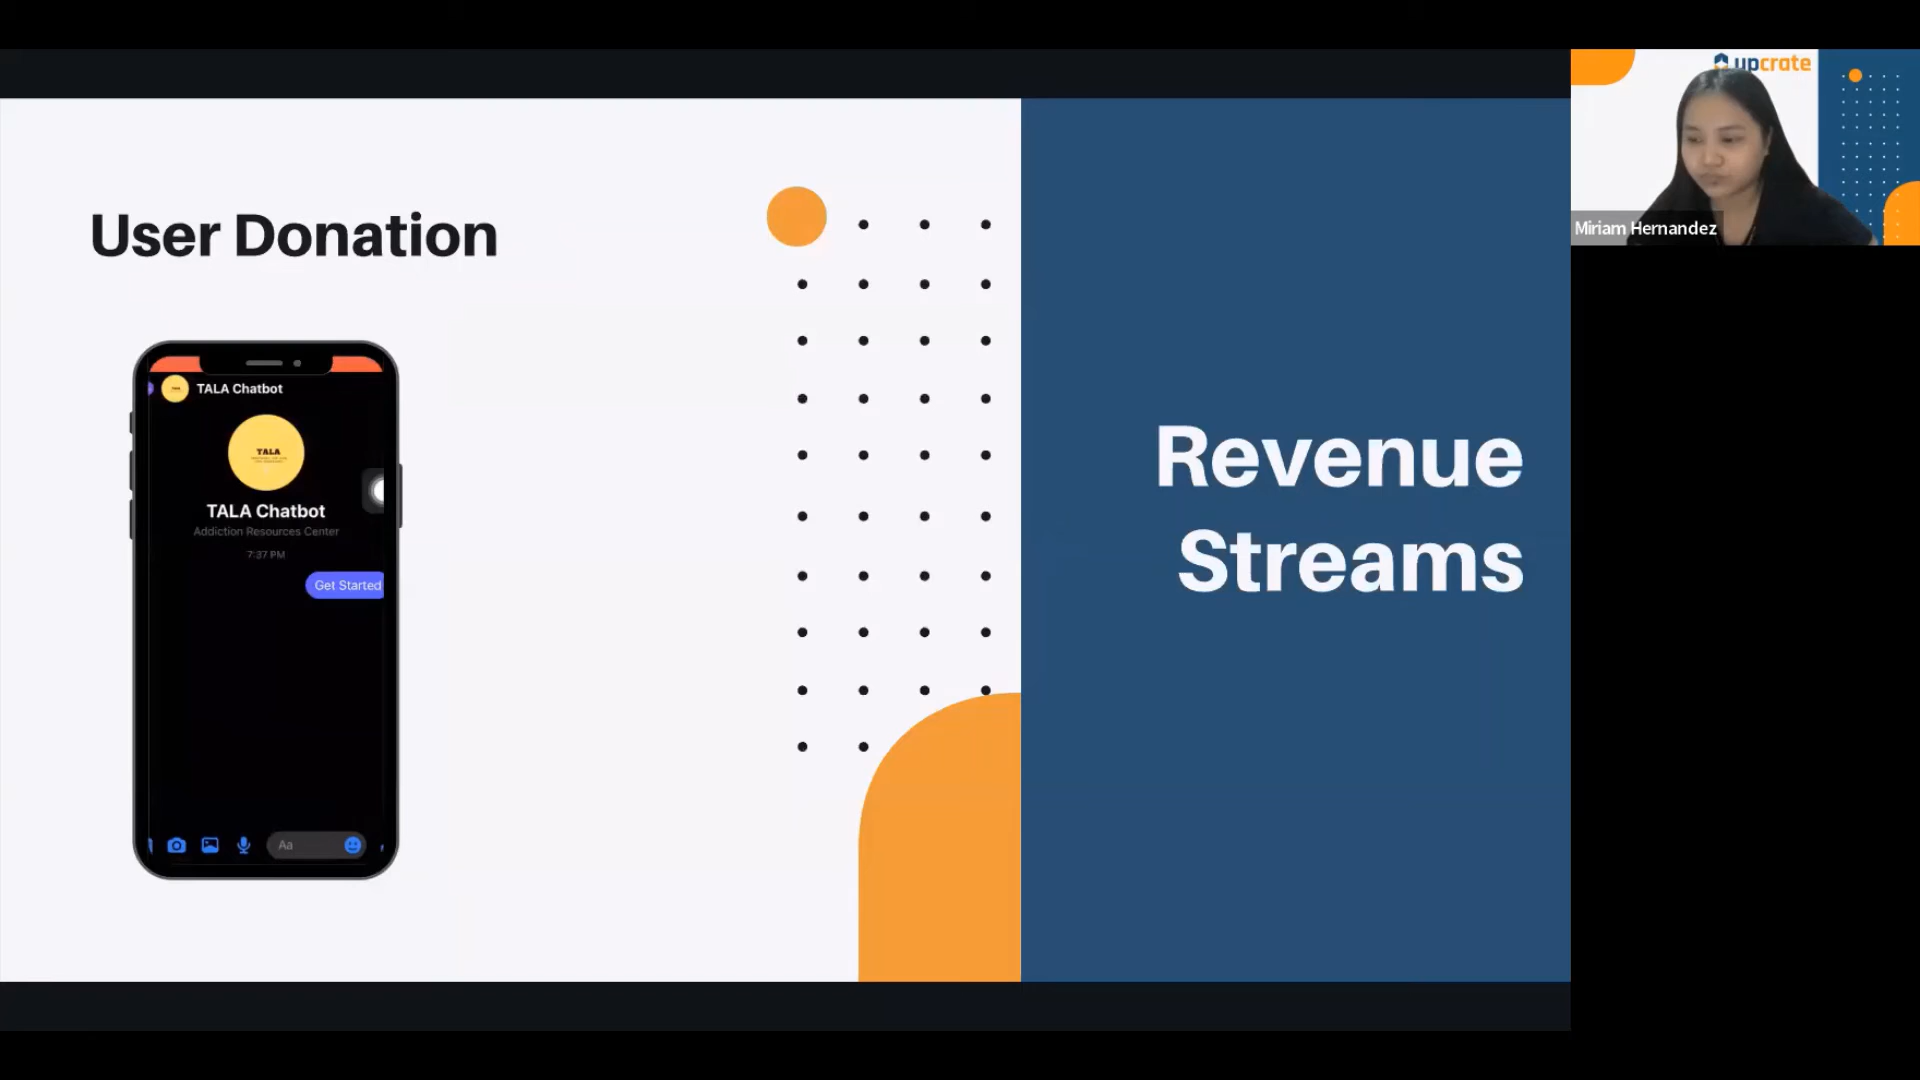 User Donation
TALA Chatbot
TALA
TALA Chatbot
Addiction Resources Center
7:37 PM
Get Started
Aa
Revenue
Streams
upcrate
Miriam Hernandez